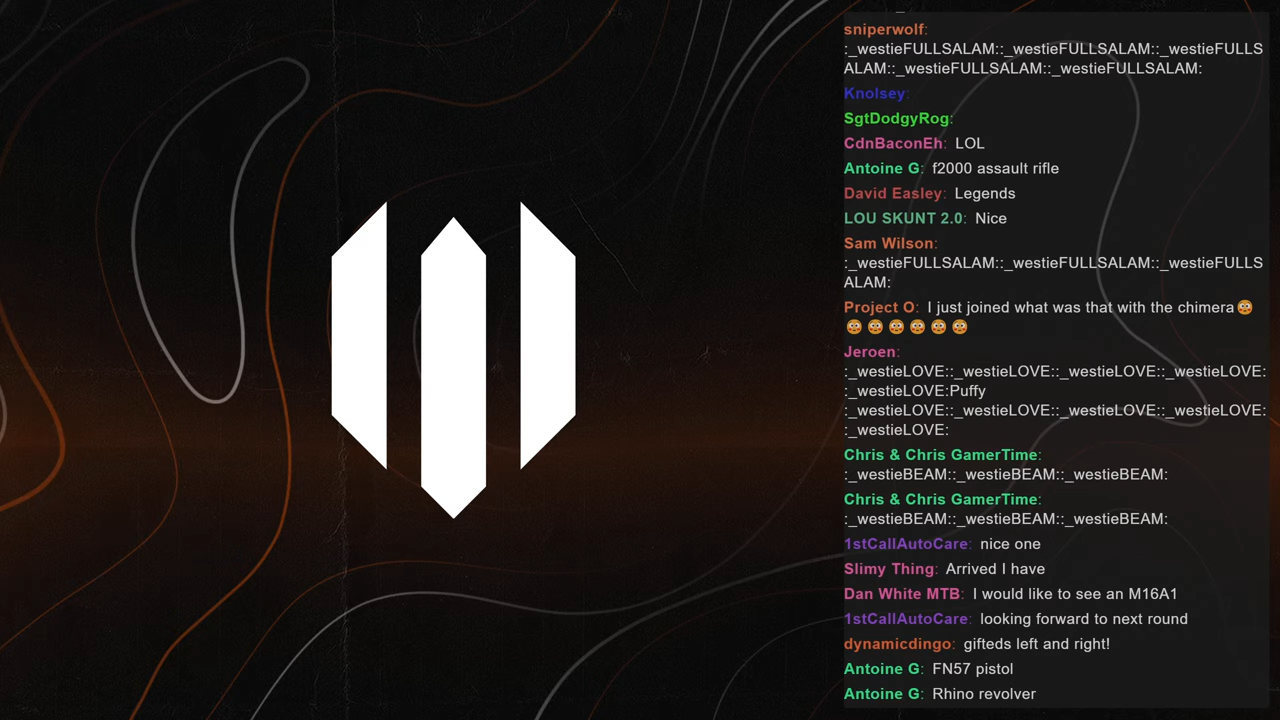 sniperwolf:
:_westieFULLSALAM::_westieFULLSALAM::_westieFULLS
ALAM::_westieFULLSALAM::_westieFULLSALAM:
Knolsey:
SgtDodgyRog:
CdnBaconEh: LOL
Antoine G: f2000 assault rifle
David Easley: Legends
LOU SKUNT 2.0: Nice
Sam Wilson:
:_westieFULLSALAM::_westieFULLSALAM::_westieFULLS
ALAM:
Project O: I just joined what was that with the chimera
Jeroen:
:_westieLOVE::_westieLOVE::_westieLOVE::_westieLOVE:
:_westieLOVE:Puffy
:_westieLOVE::_westieLOVE::_westieLOVE::_westieLOVE:
:_westieLOVE:
Chris & Chris GamerTime:
:_westieBEAM::_westieBEAM::_westieBEAM:
Chris & Chris GamerTime:
:_westieBEAM::_westieBEAM::_westieBEAM:
1stCallAutoCare: nice one
Slimy Thing: Arrived I have
Dan White MTB: I would like to see an M16A1
1stCallAutoCare: looking forward to next round
dynamicdingo: gifteds left and right!
Antoine G: FN57 pistol
Antoine G: Rhino revolver